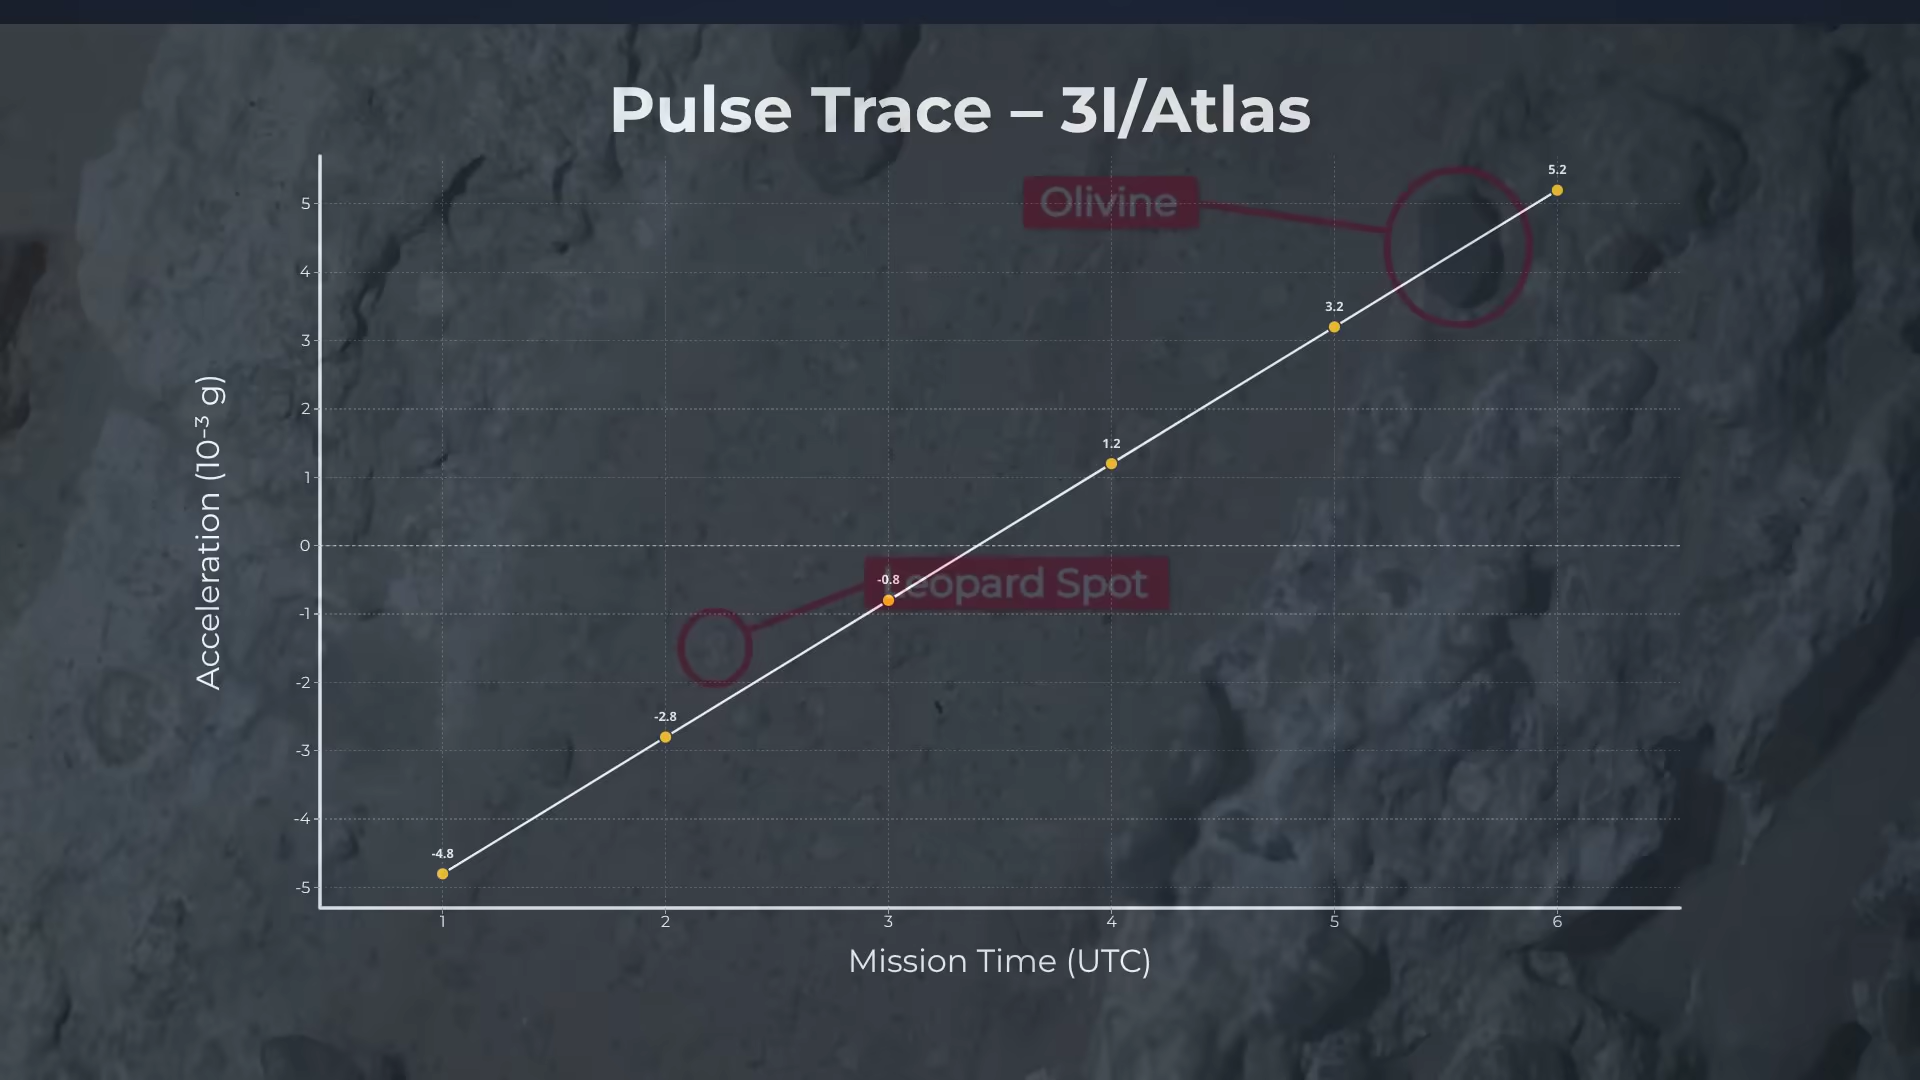 Pulse Trace – 3I/Atlas
5.2
Olivine
5
4
3.2
3
Acceleration (10⁻³ g)
2
1.2
1
0
-0.8
Leopard Spot
-1
-2
-2.8
-3
-4
-4.8
-5
1 2 3 4 5 6
Mission Time (UTC)